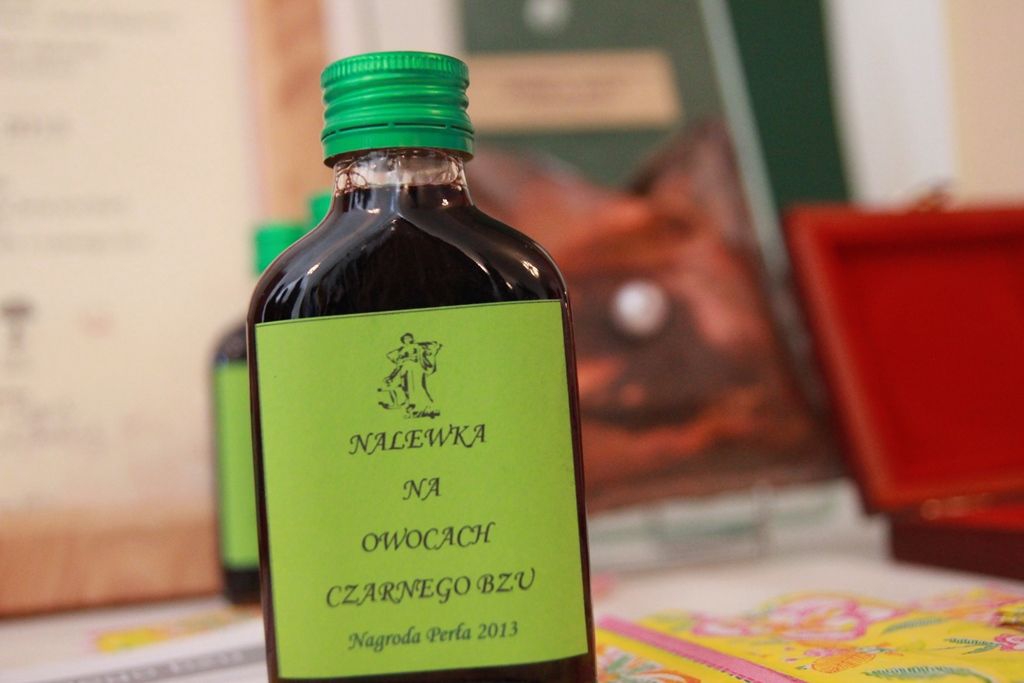 NALEWKA
NA
OWOCACH
CZARNEGO BZU
Nagroda Perła 2013